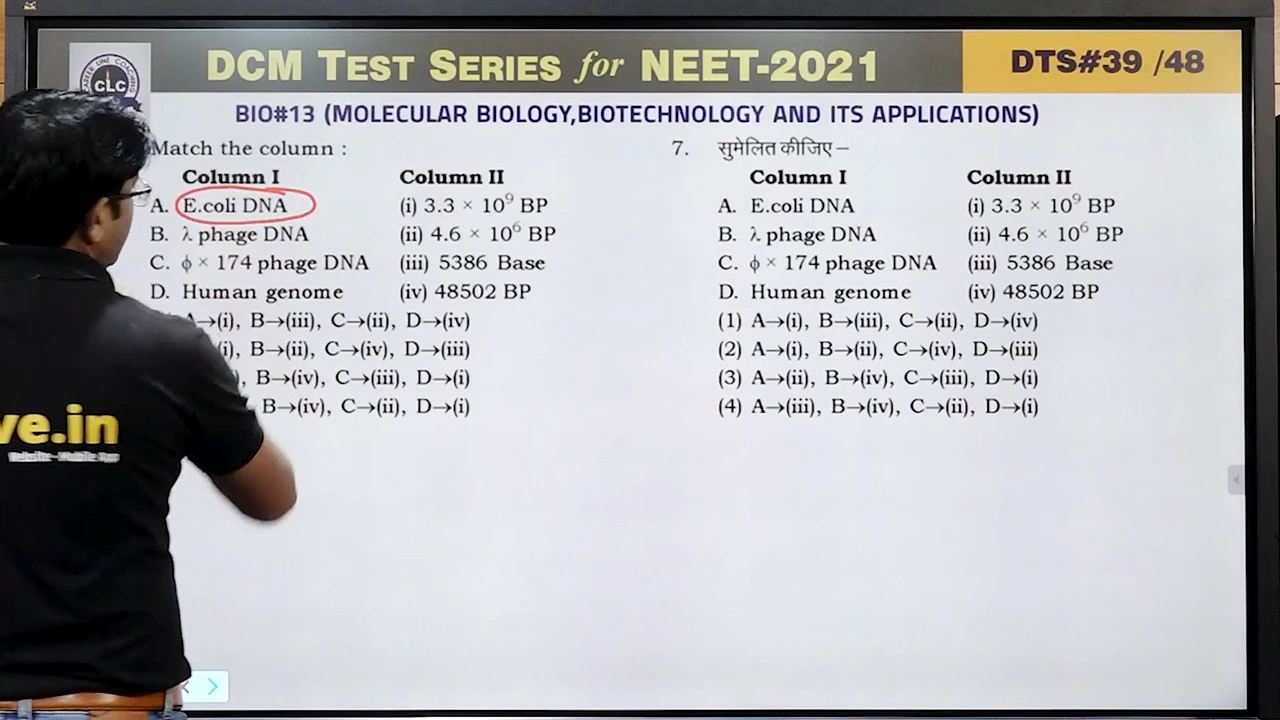 DCM TEST SERIES for NEET-2021
DTS#39 /48
CLC
BIO#13 (MOLECULAR BIOLOGY,BIOTECHNOLOGY AND ITS APPLICATIONS)
Match the column :
Column I Column II
A. E.coli DNA (i) 3.3 × 10⁹ BP
B. λ phage DNA (ii) 4.6 × 10⁶ BP
C. ϕ × 174 phage DNA (iii) 5386 Base
D. Human genome (iv) 48502 BP
A→(i), B→(iii), C→(ii), D→(iv)
(i), B→(ii), C→(iv), D→(iii)
), B→(iv), C→(iii), D→(i)
B→(iv), C→(ii), D→(i)
7. सुमेलित कीजिए –
Column I Column II
A. E.coli DNA (i) 3.3 × 10⁹ BP
B. λ phage DNA (ii) 4.6 × 10⁶ BP
C. ϕ × 174 phage DNA (iii) 5386 Base
D. Human genome (iv) 48502 BP
(1) A→(i), B→(iii), C→(ii), D→(iv)
(2) A→(i), B→(ii), C→(iv), D→(iii)
(3) A→(ii), B→(iv), C→(iii), D→(i)
(4) A→(iii), B→(iv), C→(ii), D→(i)
ve.in
Website-Mobile App